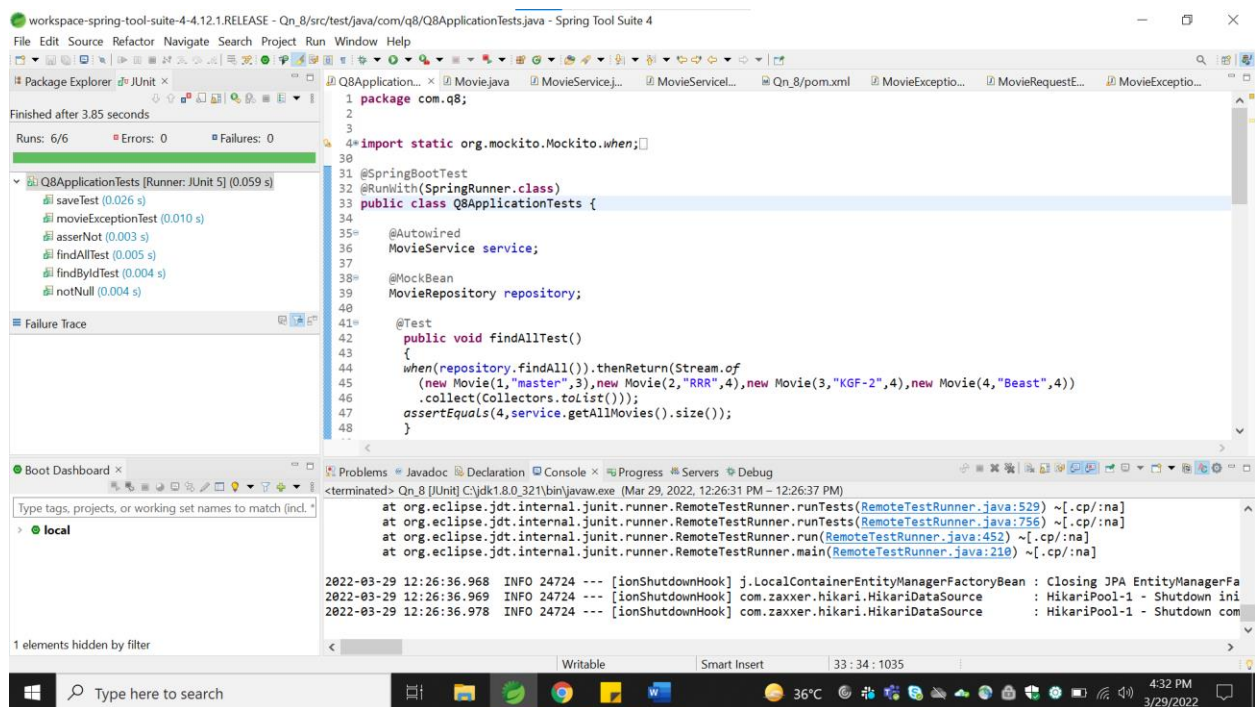 workspace-spring-tool-suite-4-4.12.1.RELEASE - Qn_8/src/test/java/com/q8/Q8ApplicationTests.java - Spring Tool Suite 4
File Edit Source Refactor Navigate Search Project Run Window Help
Package Explorer JUnit
Finished after 3.85 seconds
Runs: 6/6 Errors: 0 Failures: 0
Q8ApplicationTests [Runner: JUnit 5] (0.059 s)
saveTest (0.026 s)
movieExceptionTest (0.010 s)
asserNot (0.003 s)
findAllTest (0.005 s)
findByIdTest (0.004 s)
notNull (0.004 s)
Failure Trace
Q8Application... Movie.java MovieService.j... MovieServiceI... Qn_8/pom.xml MovieExceptio... MovieRequestE... MovieExceptio...
1 package com.q8;
2
3
4 import static org.mockito.Mockito.when;
30
31 @SpringBootTest
32 @RunWith(SpringRunner.class)
33 public class Q8ApplicationTests {
34
35 @Autowired
36 MovieService service;
37
38 @MockBean
39 MovieRepository repository;
40
41 @Test
42 public void findAllTest()
43 {
44 when(repository.findAll()).thenReturn(Stream.of
45 (new Movie(1,"master",3),new Movie(2,"RRR",4),new Movie(3,"KGF-2",4),new Movie(4,"Beast",4))
46 .collect(Collectors.toList()));
47 assertEquals(4,service.getAllMovies().size());
48 }
Boot Dashboard
Type tags, projects, or working set names to match (incl. *
local
1 elements hidden by filter
Problems Javadoc Declaration Console Progress Servers Debug
<terminated> Qn_8 [JUnit] C:\jdk1.8.0_321\bin\javaw.exe (Mar 29, 2022, 12:26:31 PM – 12:26:37 PM)
at org.eclipse.jdt.internal.junit.runner.RemoteTestRunner.runTests(RemoteTestRunner.java:529) ~[.cp/:na]
at org.eclipse.jdt.internal.junit.runner.RemoteTestRunner.runTests(RemoteTestRunner.java:756) ~[.cp/:na]
at org.eclipse.jdt.internal.junit.runner.RemoteTestRunner.run(RemoteTestRunner.java:452) ~[.cp/:na]
at org.eclipse.jdt.internal.junit.runner.RemoteTestRunner.main(RemoteTestRunner.java:210) ~[.cp/:na]
2022-03-29 12:26:36.968 INFO 24724 --- [ionShutdownHook] j.LocalContainerEntityManagerFactoryBean : Closing JPA EntityManagerFa
2022-03-29 12:26:36.969 INFO 24724 --- [ionShutdownHook] com.zaxxer.hikari.HikariDataSource : HikariPool-1 - Shutdown ini
2022-03-29 12:26:36.978 INFO 24724 --- [ionShutdownHook] com.zaxxer.hikari.HikariDataSource : HikariPool-1 - Shutdown com
Writable Smart Insert 33 : 34 : 1035
Type here to search
36°C
4:32 PM
3/29/2022